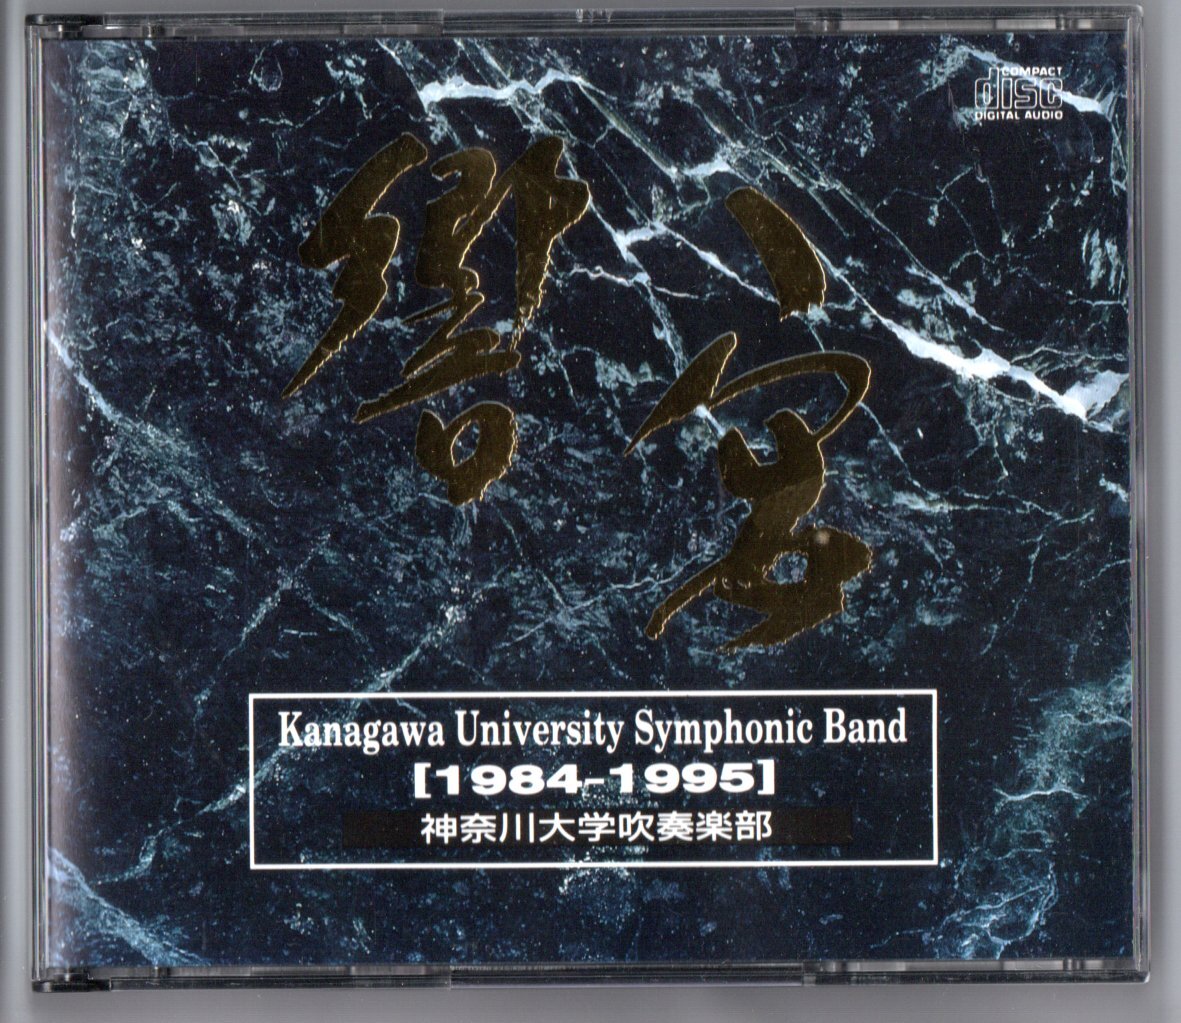 COMPACT
disc
DIGITAL AUDIO
響宴
Kanagawa University Symphonic Band
[1984-1995]
神奈川大学吹奏楽部